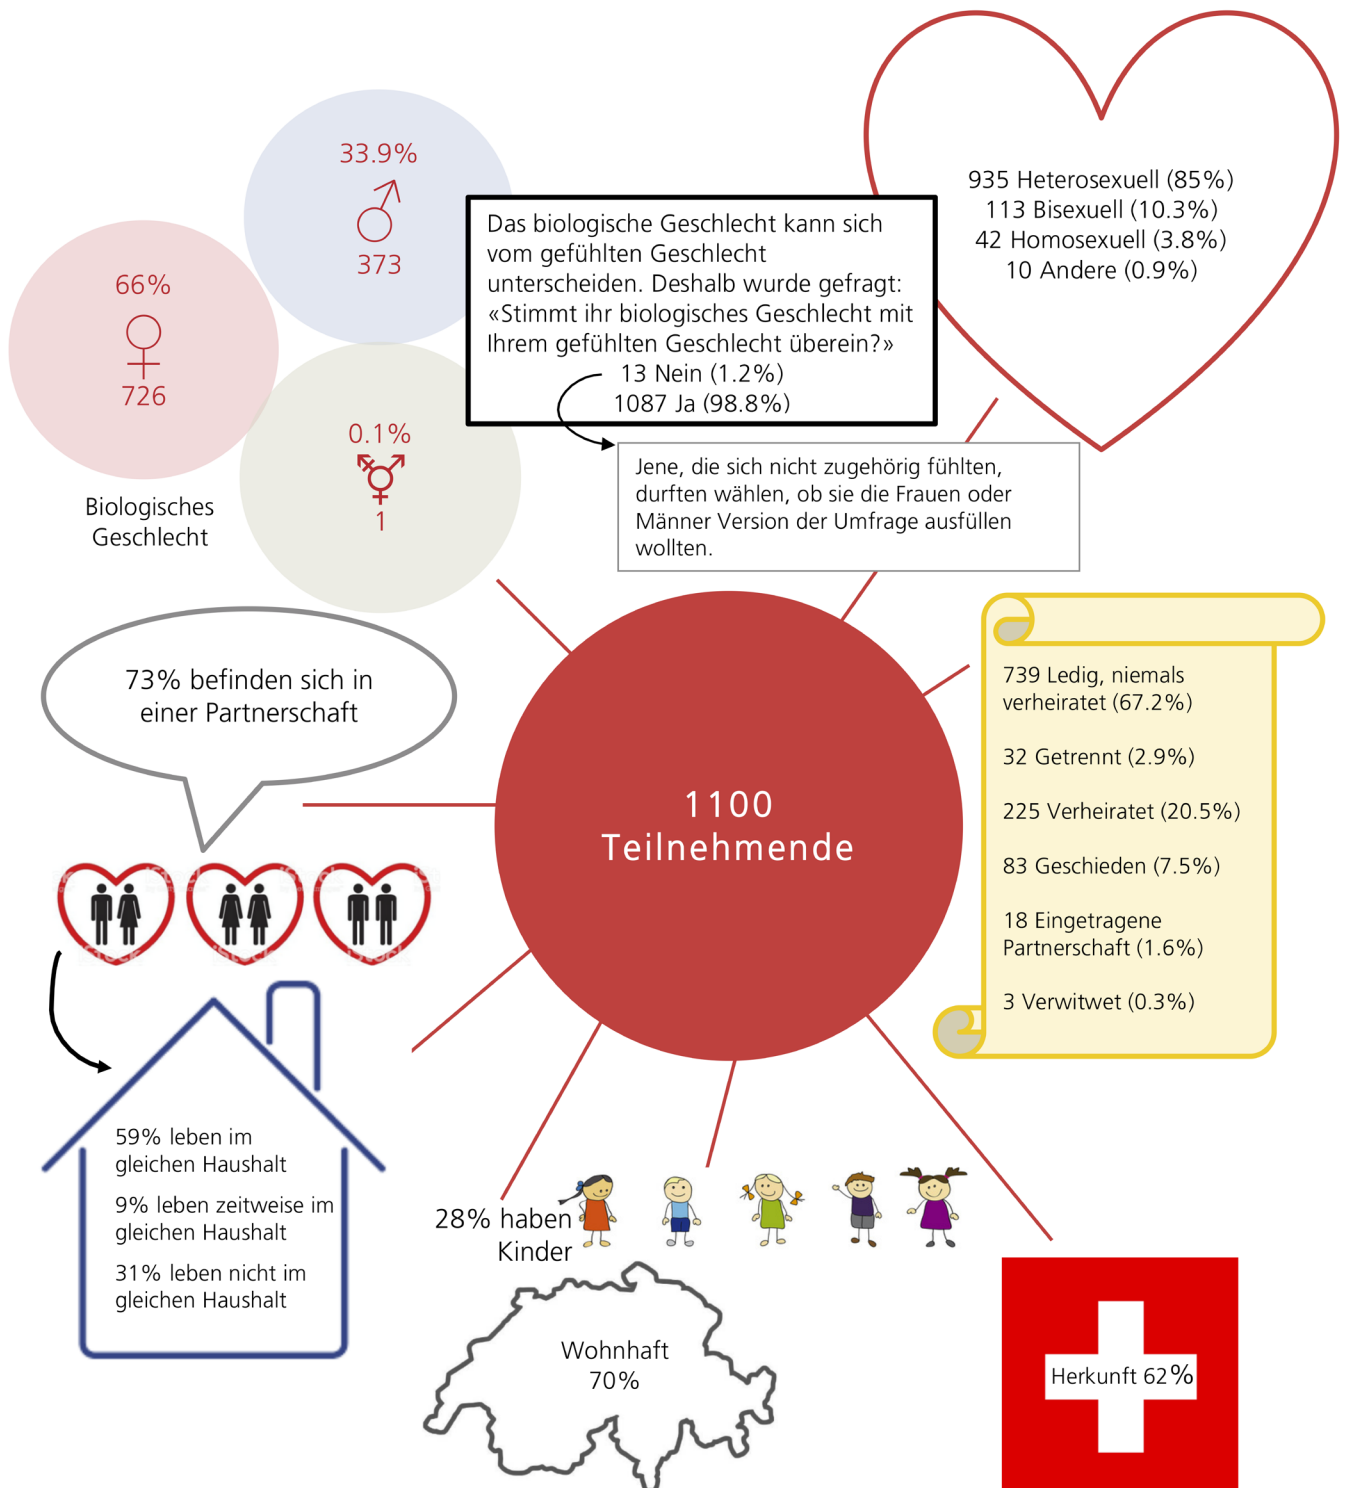 33.9%
373
66%
726
0.1%
1
Biologisches
Geschlecht
Das biologische Geschlecht kann sich
vom gefühlten Geschlecht
unterscheiden. Deshalb wurde gefragt:
«Stimmt ihr biologisches Geschlecht mit
Ihrem gefühlten Geschlecht überein?»
13 Nein (1.2%)
1087 Ja (98.8%)
Jene, die sich nicht zugehörig fühlten,
durften wählen, ob sie die Frauen oder
Männer Version der Umfrage ausfüllen
wollten.
935 Heterosexuell (85%)
113 Bisexuell (10.3%)
42 Homosexuell (3.8%)
10 Andere (0.9%)
73% befinden sich in
einer Partnerschaft
1100
Teilnehmende
739 Ledig, niemals
verheiratet (67.2%)
32 Getrennt (2.9%)
225 Verheiratet (20.5%)
83 Geschieden (7.5%)
18 Eingetragene
Partnerschaft (1.6%)
3 Verwitwet (0.3%)
59% leben im
gleichen Haushalt
9% leben zeitweise im
gleichen Haushalt
31% leben nicht im
gleichen Haushalt
28% haben
Kinder
Wohnhaft
70%
Herkunft 62%